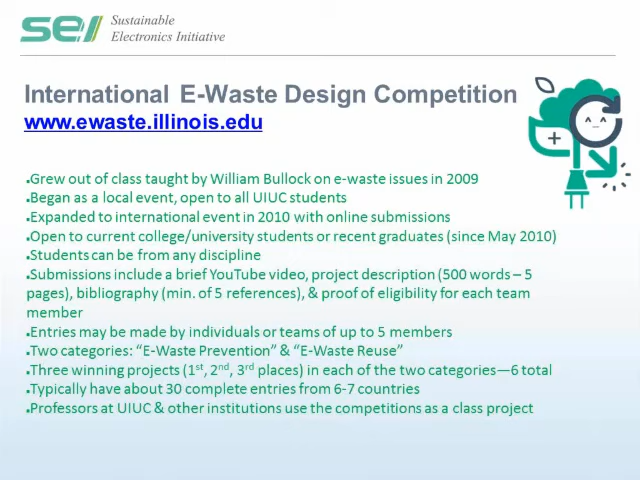 SEI Sustainable
Electronics Initiative
International E-Waste Design Competition
www.ewaste.illinois.edu
•Grew out of class taught by William Bullock on e-waste issues in 2009
•Began as a local event, open to all UIUC students
•Expanded to international event in 2010 with online submissions
•Open to current college/university students or recent graduates (since May 2010)
•Students can be from any discipline
•Submissions include a brief YouTube video, project description (500 words – 5
pages), bibliography (min. of 5 references), & proof of eligibility for each team
member
•Entries may be made by individuals or teams of up to 5 members
•Two categories: “E-Waste Prevention” & “E-Waste Reuse”
•Three winning projects (1st, 2nd, 3rd places) in each of the two categories—6 total
•Typically have about 30 complete entries from 6-7 countries
•Professors at UIUC & other institutions use the competitions as a class project